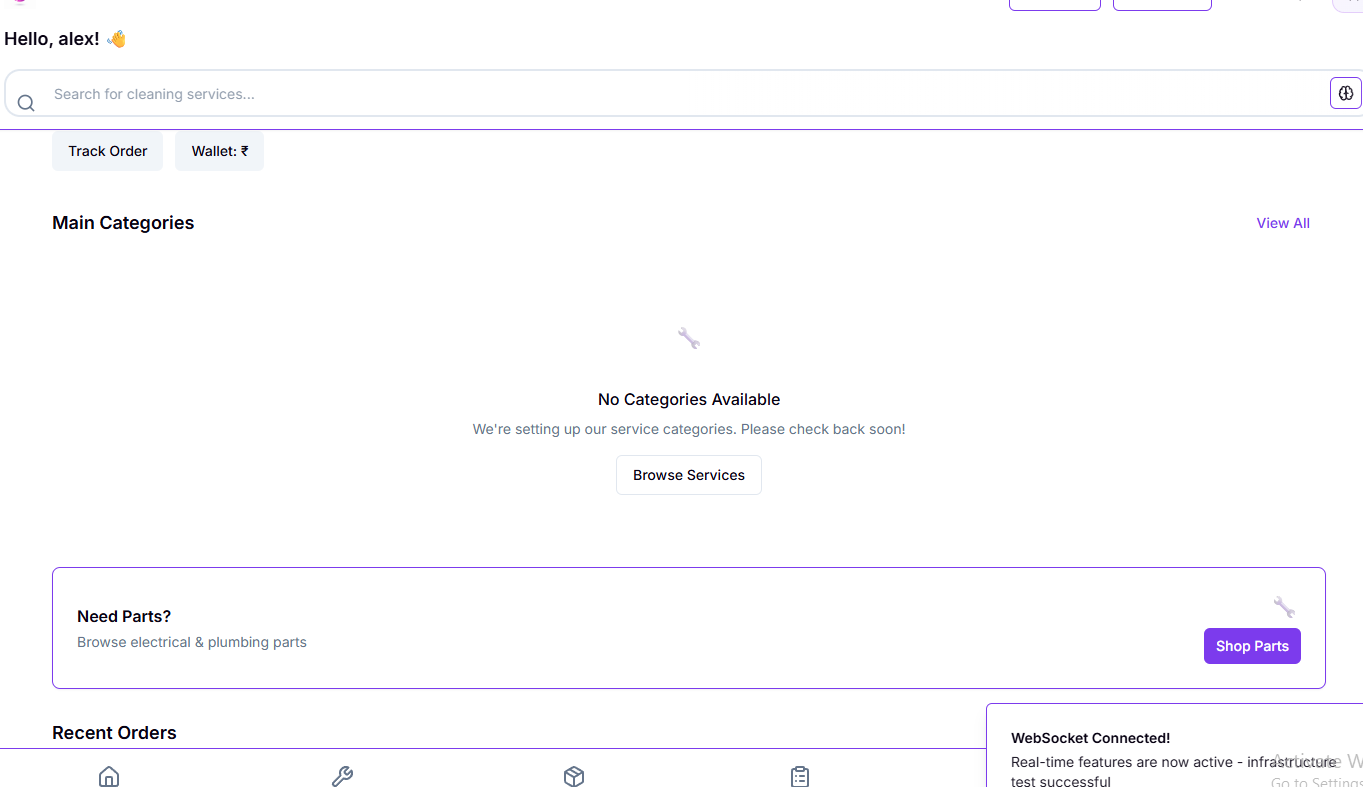 Hello, alex! 👋
Search for cleaning services...
Track Order
Wallet: ₹
Main Categories
View All
No Categories Available
We're setting up our service categories. Please check back soon!
Browse Services
Need Parts?
Browse electrical & plumbing parts
Shop Parts
Recent Orders
WebSocket Connected!
Real-time features are now active - infrastructure
test successful
Activate W
Go to Settings